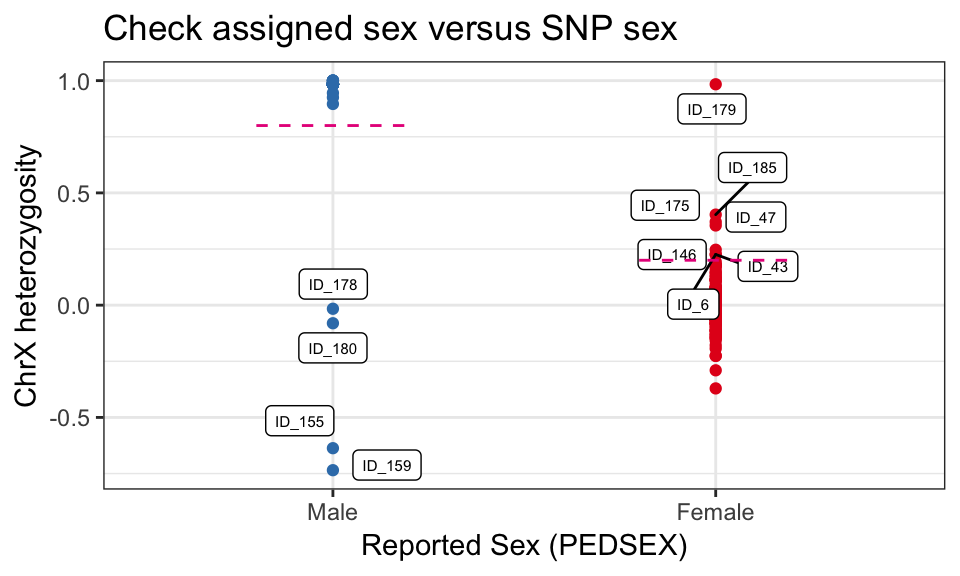 Check assigned sex versus SNP sex
ChrX heterozygosity
1.0
0.5
0.0
-0.5
ID_179
ID_185
ID_175
ID_47
ID_146
ID_43
ID_178
ID_6
ID_180
ID_155
ID_159
Male
Female
Reported Sex (PEDSEX)